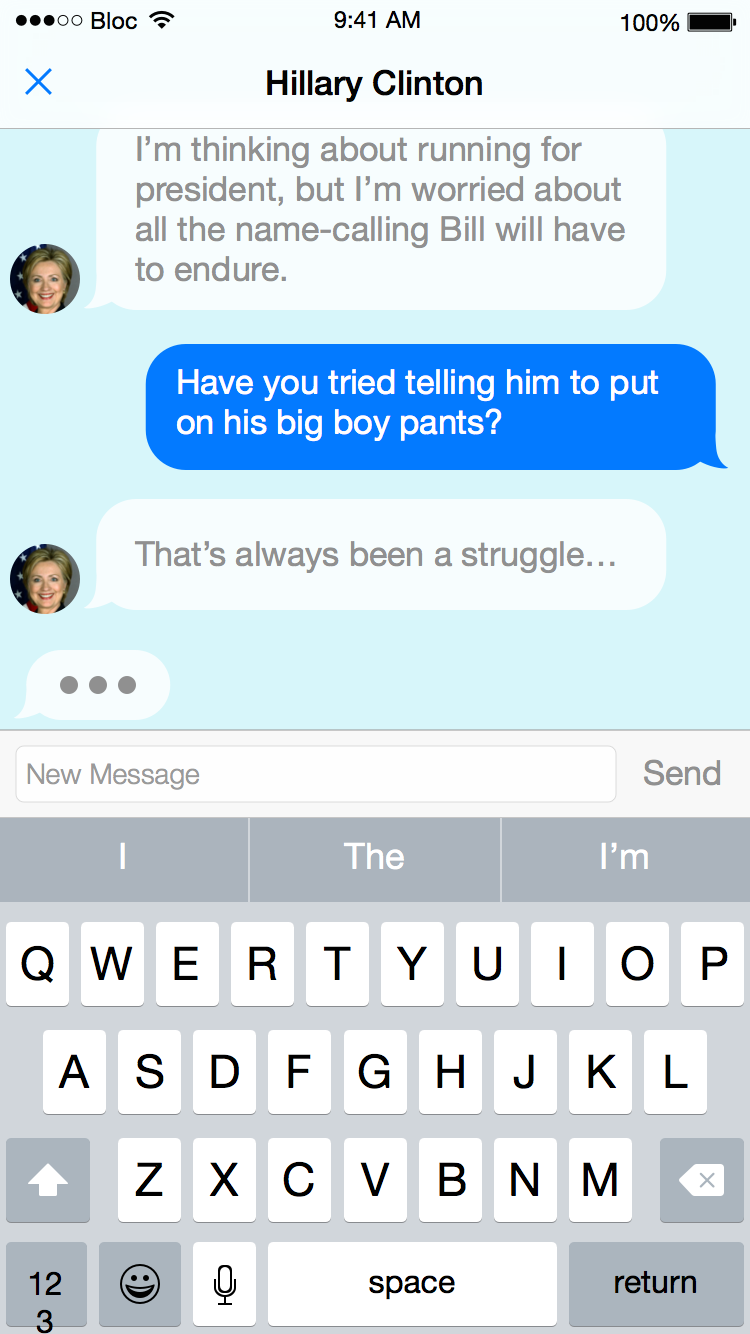 Bloc 9:41 AM 100%
Hillary Clinton
I’m thinking about running for
president, but I’m worried about
all the name-calling Bill will have
to endure.
Have you tried telling him to put
on his big boy pants?
That’s always been a struggle…
New Message Send
I The I’m
Q W E R T Y U I O P
A S D F G H J K L
Z X C V B N M
12
3
space return